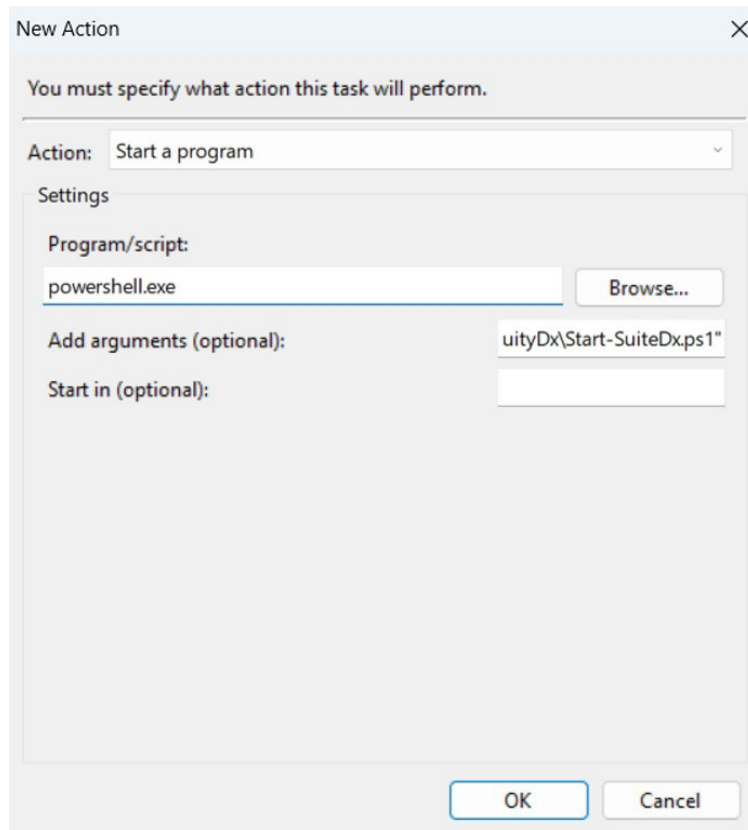 New Action
You must specify what action this task will perform.
Action: Start a program
Settings
Program/script:
powershell.exe Browse...
Add arguments (optional): uityDx\Start-SuiteDx.ps1"
Start in (optional):
OK Cancel